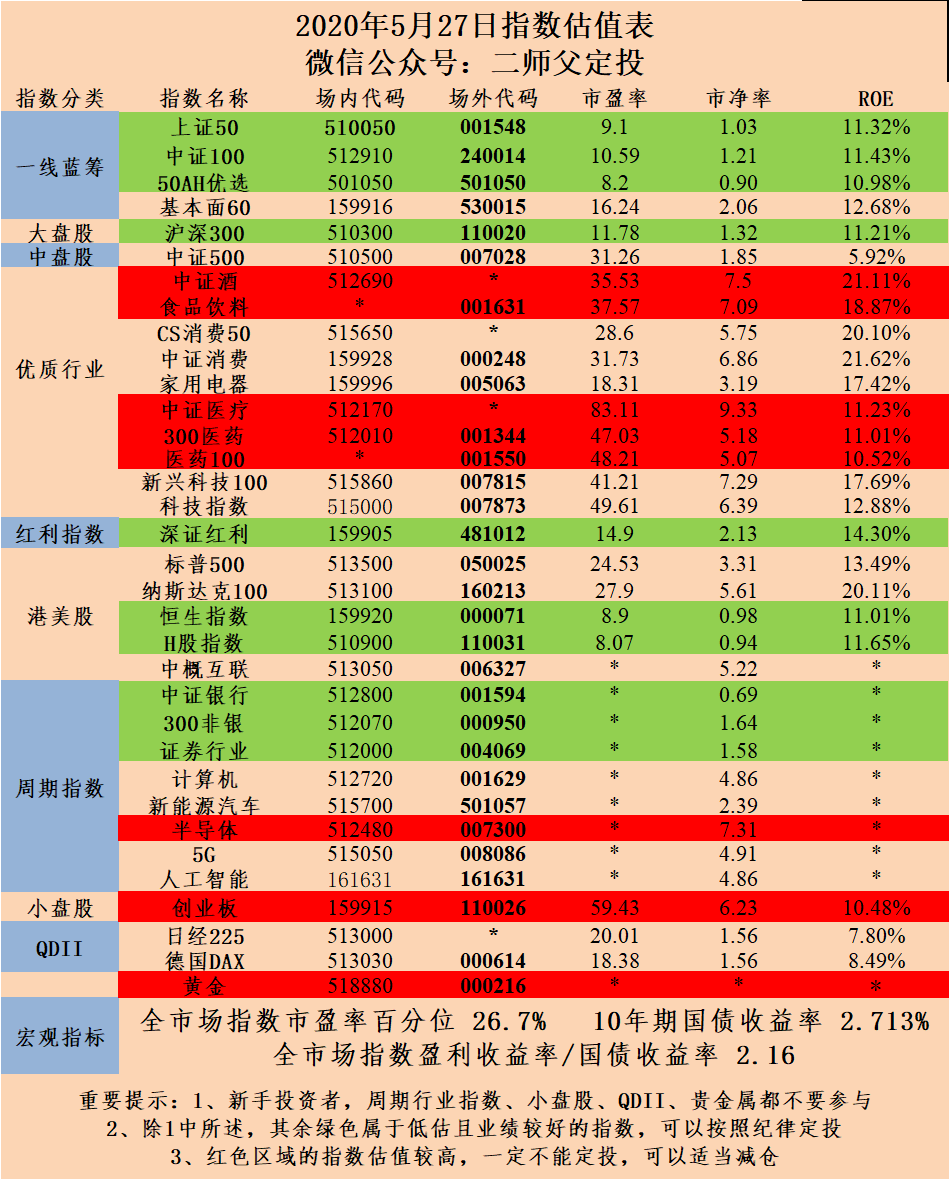 2020年5月27日指数估值表
微信公众号：二师父定投
指数分类 指数名称 场内代码 场外代码 市盈率 市净率 ROE
一线蓝筹
上证50 510050 001548 9.1 1.03 11.32%
中证100 512910 240014 10.59 1.21 11.43%
50AH优选 501050 501050 8.2 0.90 10.98%
基本面60 159916 530015 16.24 2.06 12.68%
大盘股 沪深300 510300 110020 11.78 1.32 11.21%
中盘股 中证500 510500 007028 31.26 1.85 5.92%
优质行业
中证酒 512690 * 35.53 7.5 21.11%
食品饮料 * 001631 37.57 7.09 18.87%
CS消费50 515650 * 28.6 5.75 20.10%
中证消费 159928 000248 31.73 6.86 21.62%
家用电器 159996 005063 18.31 3.19 17.42%
中证医疗 512170 * 83.11 9.33 11.23%
300医药 512010 001344 47.03 5.18 11.01%
医药100 * 001550 48.21 5.07 10.52%
新兴科技100 515860 007815 41.21 7.29 17.69%
科技指数 515000 007873 49.61 6.39 12.88%
红利指数 深证红利 159905 481012 14.9 2.13 14.30%
港美股
标普500 513500 050025 24.53 3.31 13.49%
纳斯达克100 513100 160213 27.9 5.61 20.11%
恒生指数 159920 000071 8.9 0.98 11.01%
H股指数 510900 110031 8.07 0.94 11.65%
中概互联 513050 006327 * 5.22 *
周期指数
中证银行 512800 001594 * 0.69 *
300非银 512070 000950 * 1.64 *
证券行业 512000 004069 * 1.58 *
计算机 512720 001629 * 4.86 *
新能源汽车 515700 501057 * 2.39 *
半导体 512480 007300 * 7.31 *
5G 515050 008086 * 4.91 *
人工智能 161631 161631 * 4.86 *
小盘股 创业板 159915 110026 59.43 6.23 10.48%
QDII
日经225 513000 * 20.01 1.56 7.80%
德国DAX 513030 000614 18.38 1.56 8.49%
黄金 518880 000216 * * *
宏观指标
全市场指数市盈率百分位 26.7% 10年期国债收益率 2.713%
全市场指数盈利收益率/国债收益率 2.16
重要提示：1、新手投资者，周期行业指数、小盘股、QDII、贵金属都不要参与
2、除1中所述，其余绿色属于低估且业绩较好的指数，可以按照纪律定投
3、红色区域的指数估值较高，一定不能定投，可以适当减仓